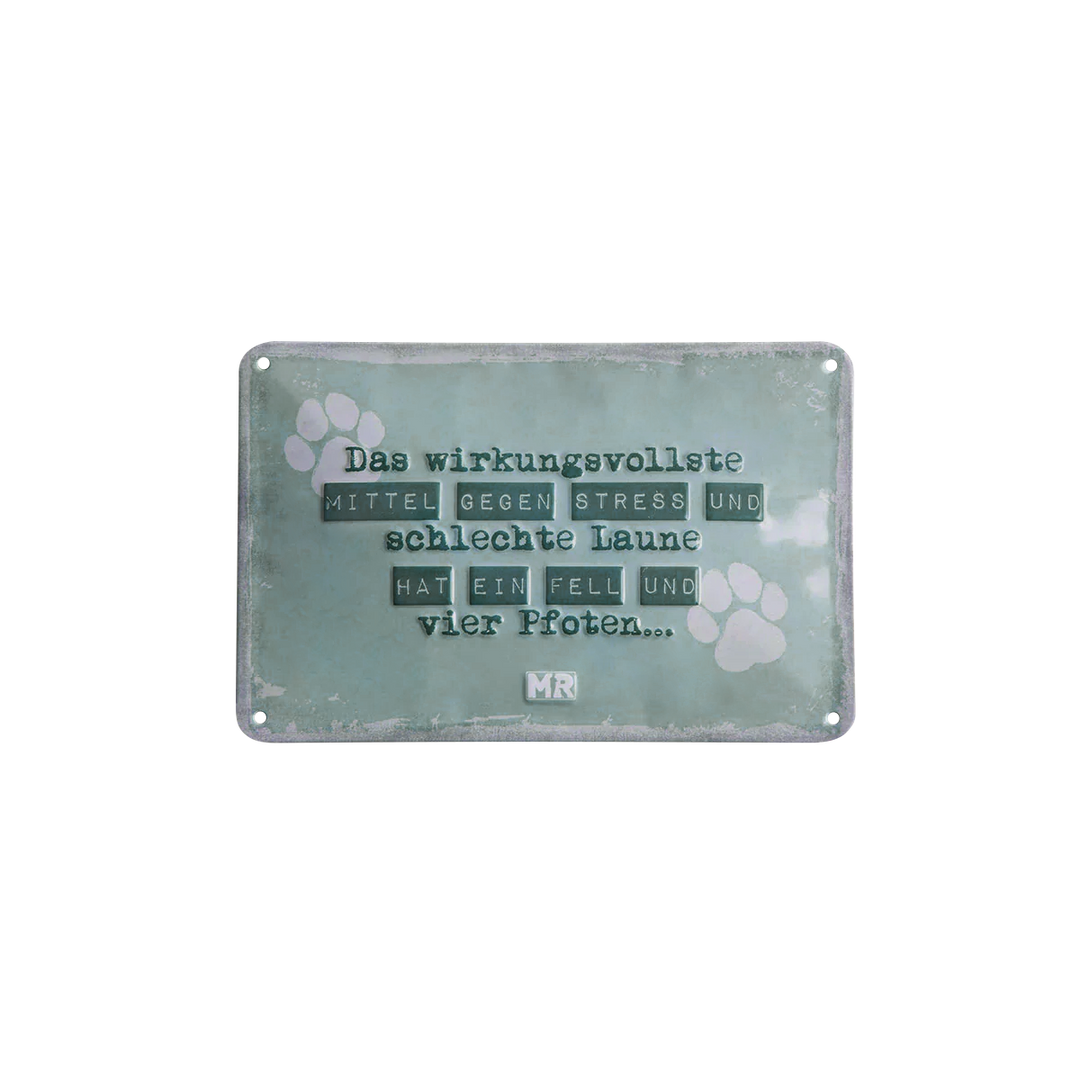 Das wirkungsvollste
MITTEL GEGEN STRESS UND
schlechte Laune
HAT EIN FELL UND
vier Pfoten...
MR